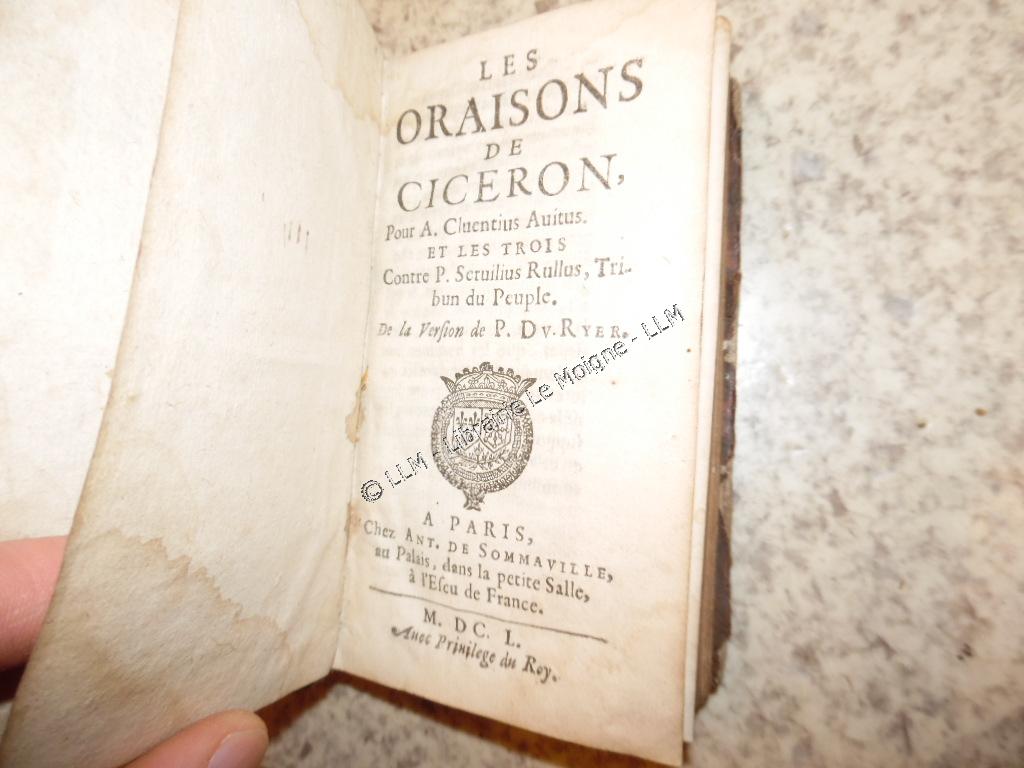 LES
ORAISONS
DE
CICERON,
Pour A. Cluentius Auitus.
ET LES TROIS
Contre P. Seruilius Rullus, Tri-
bun du Peuple.
De la Verſion de P. DV-RYER.
© LLM - Librairie Le Moigne - LLM
A PARIS,
Chez ANT. DE SOMMAVILLE,
au Palais, dans la petite Salle,
à l'Eſcu de France.
M. DC. L.
Auec Priuilege du Roy.